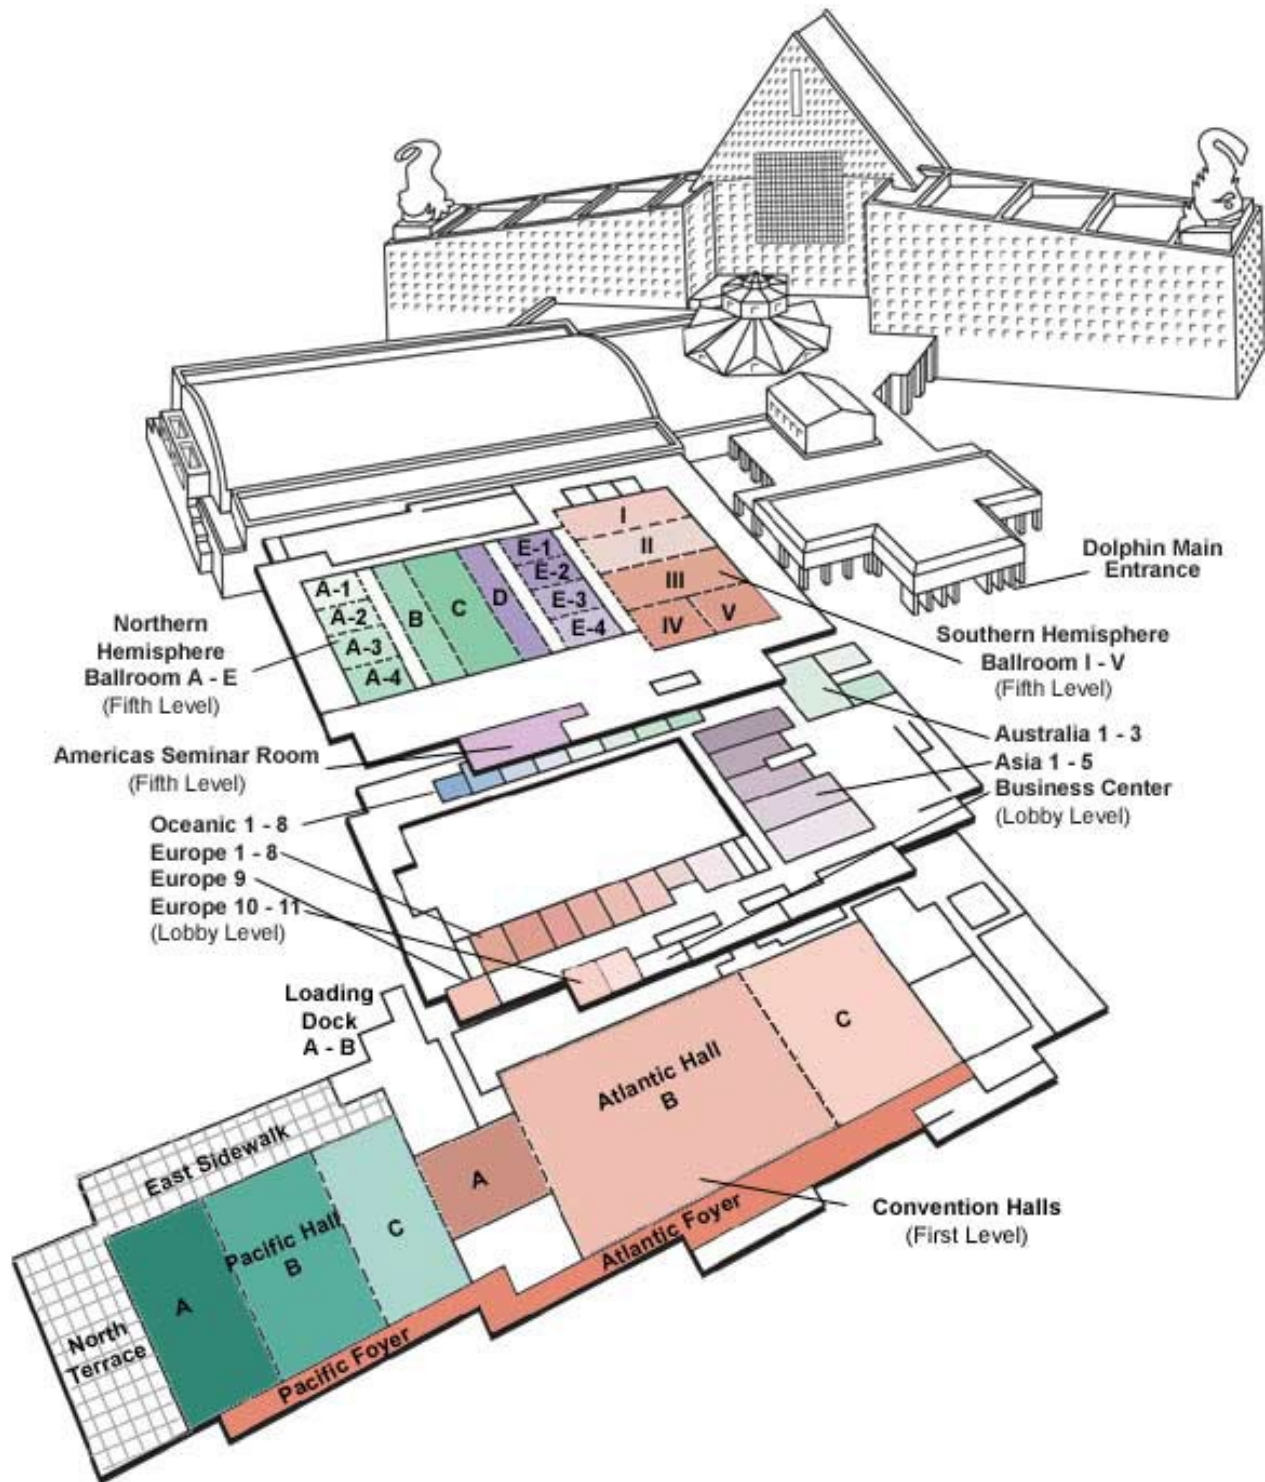 Dolphin Main
Entrance
I
II
III
IV
V
E-1
E-2
E-3
E-4
D
C
B
A-1
A-2
A-3
A-4
Northern
Hemisphere
Ballroom A - E
(Fifth Level)
Southern Hemisphere
Ballroom I - V
(Fifth Level)
Americas Seminar Room
(Fifth Level)
Australia 1 - 3
Asia 1 - 5
Business Center
(Lobby Level)
Oceanic 1 - 8
Europe 1 - 8
Europe 9
Europe 10 - 11
(Lobby Level)
Loading
Dock
A - B
C
Atlantic Hall
B
A
East Sidewalk
C
Pacific Hall
B
A
North
Terrace
Atlantic Foyer
Pacific Foyer
Convention Halls
(First Level)